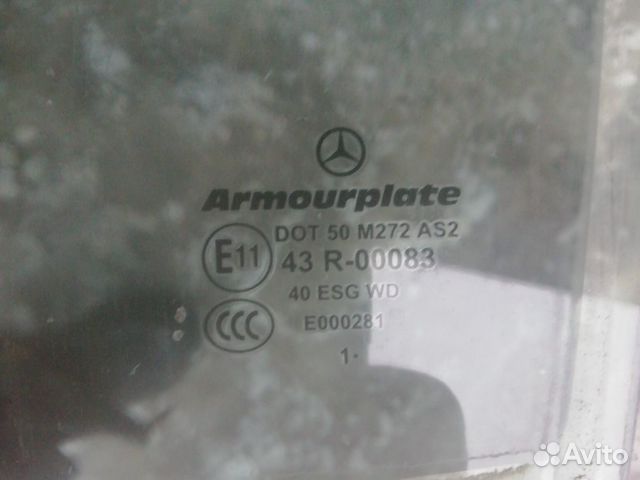 Armourplate
DOT 50 M272 AS2
E11
43 R-00083
40 ESG WD
CCC
E000281
1·
Avito